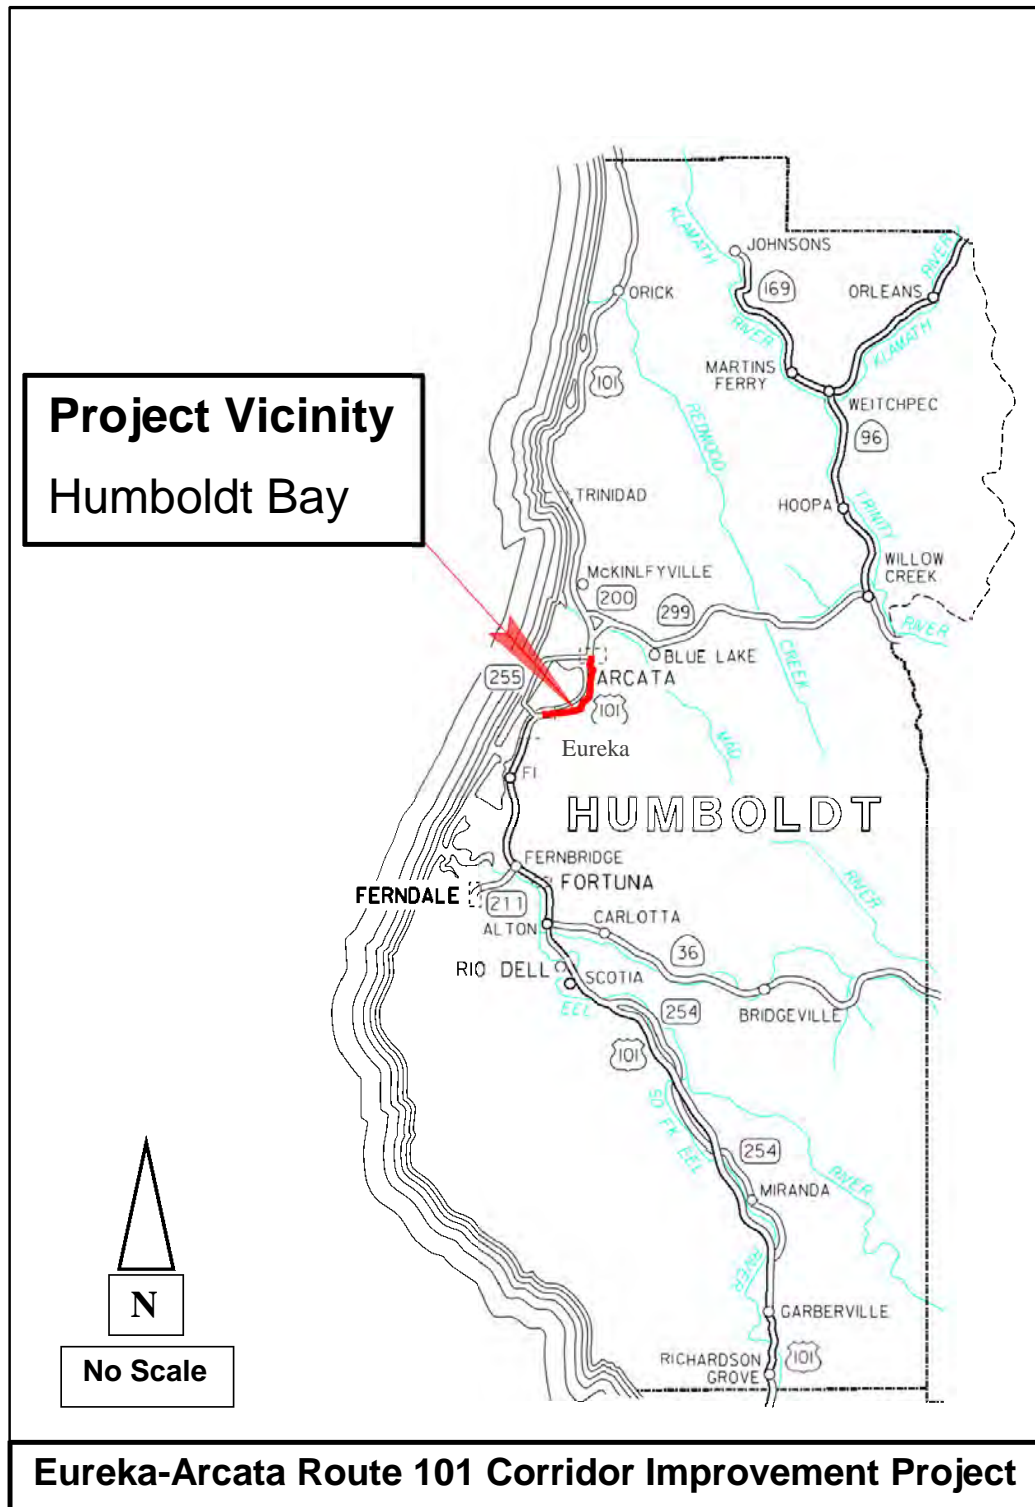 JOHNSONS
KLAMATH
RIVER
169
ORICK
ORLEANS
RIVER
KLAMATH
101
MARTINS
FERRY
WEITCHPEC
Project Vicinity
Humboldt Bay
REDWOOD
96
TRINIDAD
HOOPA
TRINITY
WILLOW
CREEK
McKINLFYVILLE
200
299
RIVER
BLUE LAKE
CREEK
255
ARCATA
101
MAD
Eureka
FI
HUMBOLDT
FERNBRIDGE
RIVER
FERNDALE
FORTUNA
211
ALTON
CARLOTTA
36
RIO DELL
SCOTIA
EEL
254
BRIDGEVILLE
101
SO FK EEL
254
RIVER
MIRANDA
RIVER
GARBERVILLE
N
No Scale
RICHARDSON
GROVE
101
Eureka-Arcata Route 101 Corridor Improvement Project